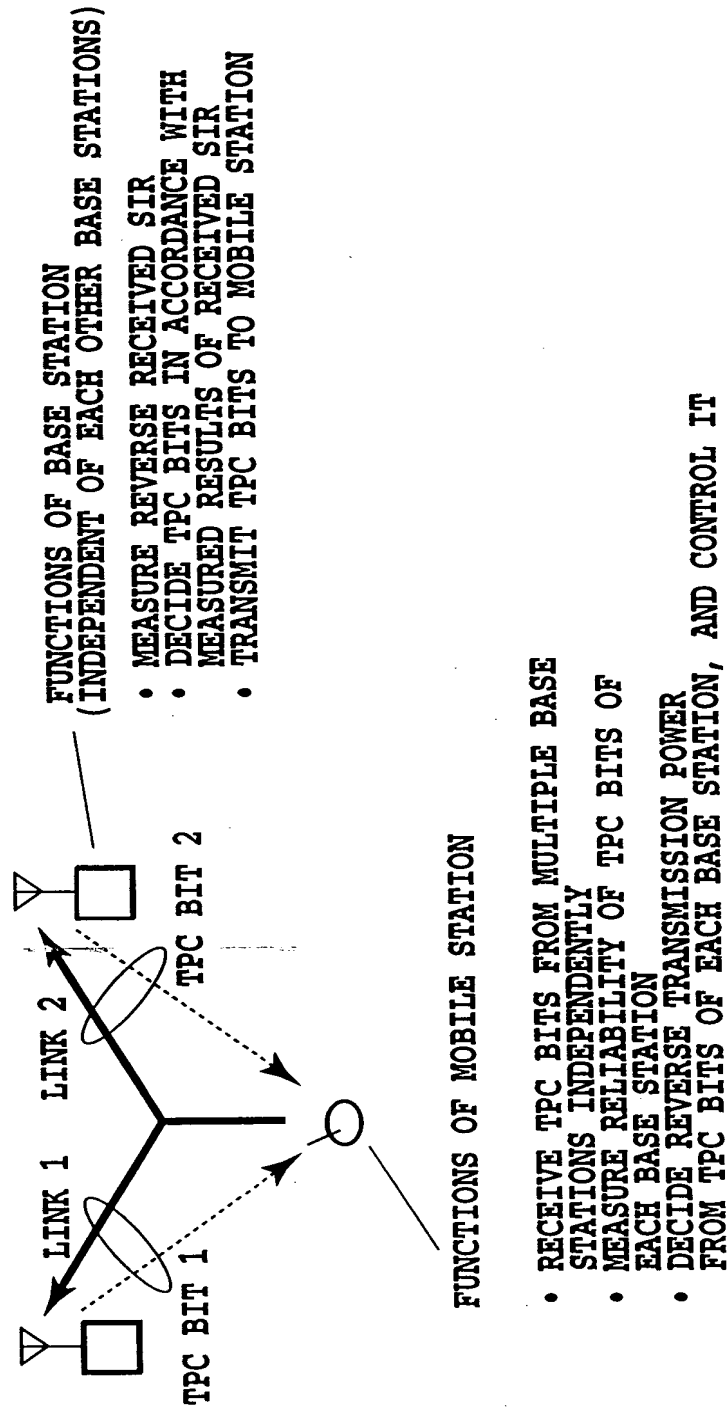 FUNCTIONS OF BASE STATION
(INDEPENDENT OF EACH OTHER BASE STATIONS)
• MEASURE REVERSE RECEIVED SIR
• DECIDE TPC BITS IN ACCORDANCE WITH
MEASURED RESULTS OF RECEIVED SIR
• TRANSMIT TPC BITS TO MOBILE STATION
LINK 1
LINK 2
TPC BIT 1
TPC BIT 2
FUNCTIONS OF MOBILE STATION
• RECEIVE TPC BITS FROM MULTIPLE BASE
STATIONS INDEPENDENTLY
• MEASURE RELIABILITY OF TPC BITS OF
EACH BASE STATION
• DECIDE REVERSE TRANSMISSION POWER
FROM TPC BITS OF EACH BASE STATION, AND CONTROL IT